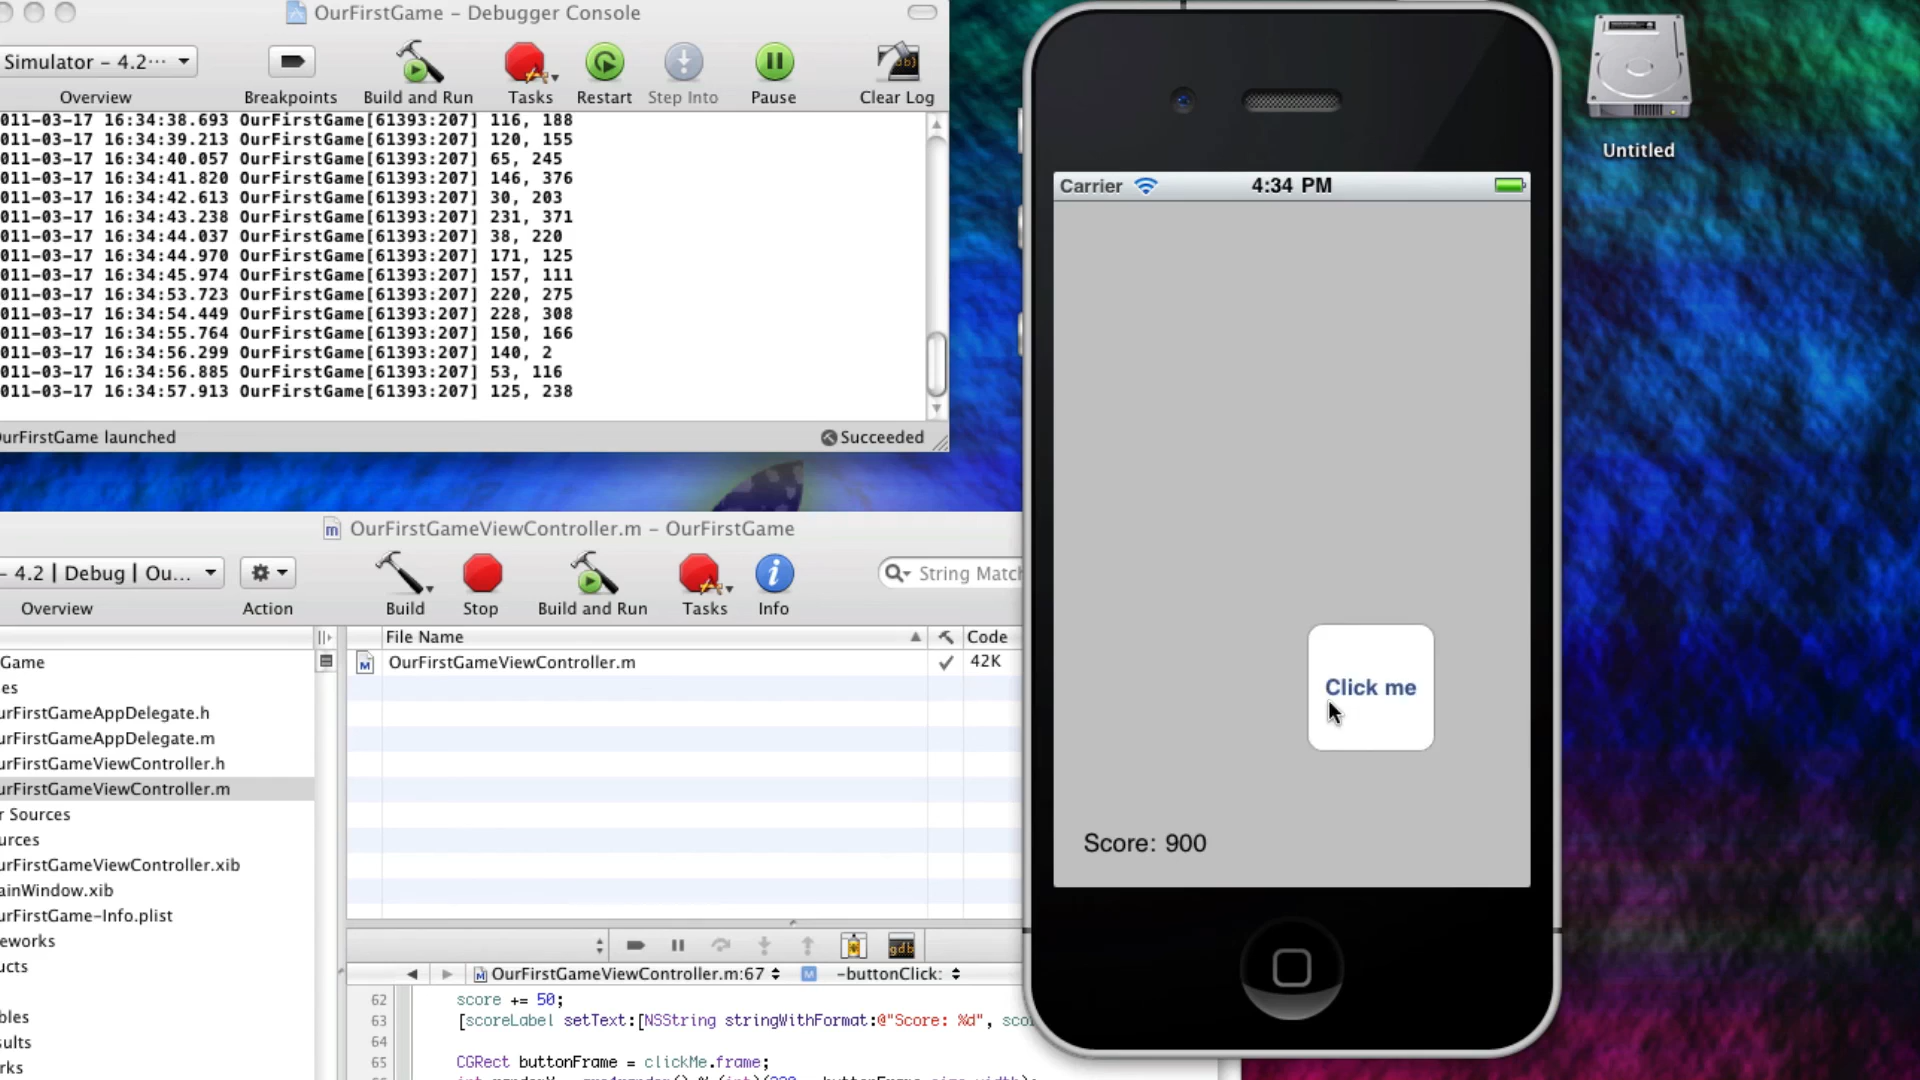 OurFirstGame – Debugger Console
Simulator – 4.2···
Overview
Breakpoints
Build and Run
Tasks
Restart
Step Into
Pause
Clear Log
011-03-17 16:34:38.693 OurFirstGame[61393:207] 116, 188
011-03-17 16:34:39.213 OurFirstGame[61393:207] 120, 155
011-03-17 16:34:40.057 OurFirstGame[61393:207] 65, 245
011-03-17 16:34:41.820 OurFirstGame[61393:207] 146, 376
011-03-17 16:34:42.613 OurFirstGame[61393:207] 30, 203
011-03-17 16:34:43.238 OurFirstGame[61393:207] 231, 371
011-03-17 16:34:44.037 OurFirstGame[61393:207] 38, 220
011-03-17 16:34:44.970 OurFirstGame[61393:207] 171, 125
011-03-17 16:34:45.974 OurFirstGame[61393:207] 157, 111
011-03-17 16:34:53.723 OurFirstGame[61393:207] 220, 275
011-03-17 16:34:54.449 OurFirstGame[61393:207] 228, 308
011-03-17 16:34:55.764 OurFirstGame[61393:207] 150, 166
011-03-17 16:34:56.299 OurFirstGame[61393:207] 140, 2
011-03-17 16:34:56.885 OurFirstGame[61393:207] 53, 116
011-03-17 16:34:57.913 OurFirstGame[61393:207] 125, 238
urFirstGame launched
Succeeded
OurFirstGameViewController.m – OurFirstGame
– 4.2 | Debug | Ou...
String Match
Overview
Action
Build
Stop
Build and Run
Tasks
Info
File Name
Code
OurFirstGameViewController.m
42K
Game
es
urFirstGameAppDelegate.h
urFirstGameAppDelegate.m
urFirstGameViewController.h
urFirstGameViewController.m
r Sources
urces
urFirstGameViewController.xib
ainWindow.xib
urFirstGame-Info.plist
eworks
ucts
bles
sults
rks
gdb
OurFirstGameViewController.m:67
-buttonClick:
62 score += 50;
63 [scoreLabel setText:[NSString stringWithFormat:@"Score: %d", sco
64
65 CGRect buttonFrame = clickMe.frame;
Carrier
4:34 PM
Click me
Score: 900
Untitled